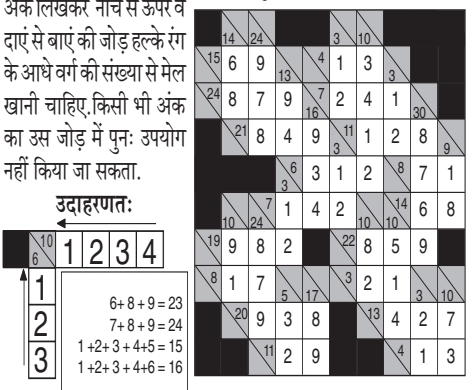 अंक लिखकर नीचे से ऊपर व
दाएं से बाएं की जोड़ हल्के रंग
के आधे वर्ग की संख्या से मेल
खानी चाहिए.किसी भी अंक
का उस जोड़ में पुनः उपयोग
नहीं किया जा सकता.
उदाहरणतः
10
6 1 2 3 4
1
2
3
6+ 8 + 9 = 23
7+ 8 + 9 = 24
1 +2+ 3 + 4+5 = 15
1 +2+ 3 + 4+6 = 16
14 24 3 10
15 6 9 13 4 1 3 3
24 8 7 9 7 16 2 4 1 30
21 8 4 9 11 3 1 2 8 9
6 3 3 1 2 8 7 1
10 7 24 1 4 2 10 14 10 6 8
19 9 8 2 22 8 5 9
8 1 7 5 17 3 2 1 3 10
20 9 3 8 13 4 2 7
11 2 9 4 1 3